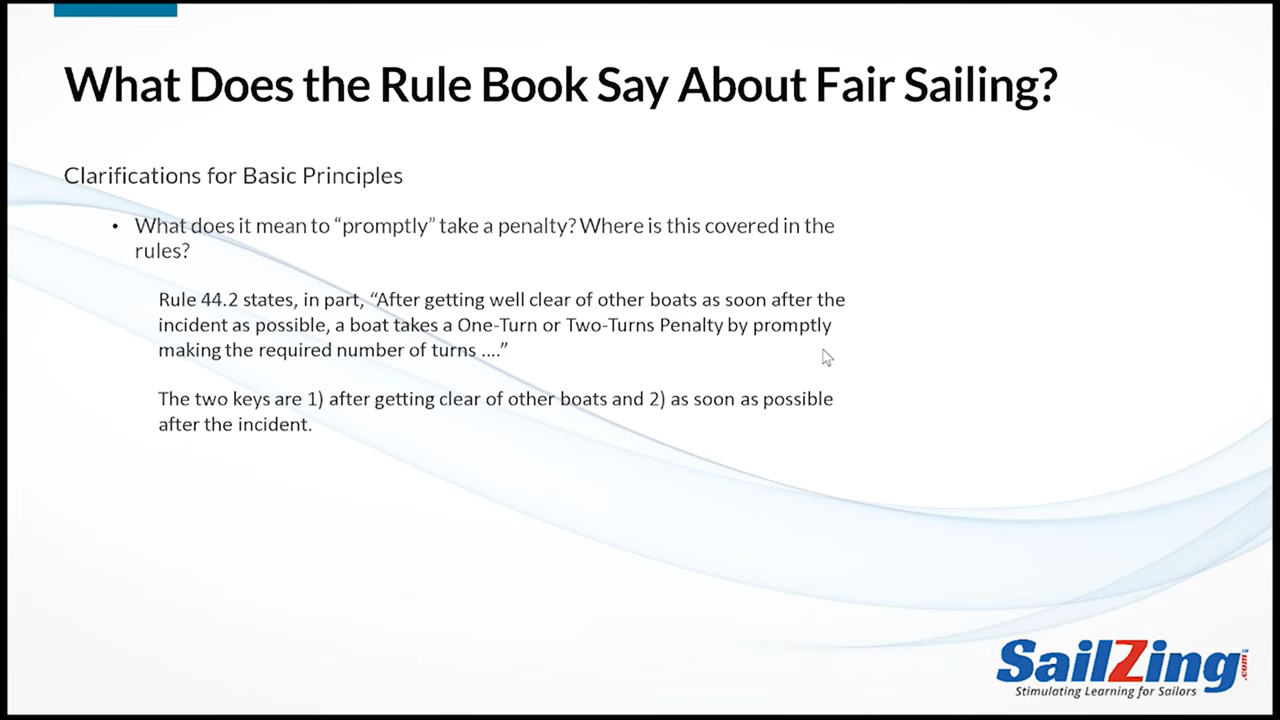 What Does the Rule Book Say About Fair Sailing?
Clarifications for Basic Principles
• What does it mean to “promptly” take a penalty? Where is this covered in the
rules?
Rule 44.2 states, in part, “After getting well clear of other boats as soon after the
incident as possible, a boat takes a One-Turn or Two-Turns Penalty by promptly
making the required number of turns ....”
The two keys are 1) after getting clear of other boats and 2) as soon as possible
after the incident.
SailZing.com™
Stimulating Learning for Sailors